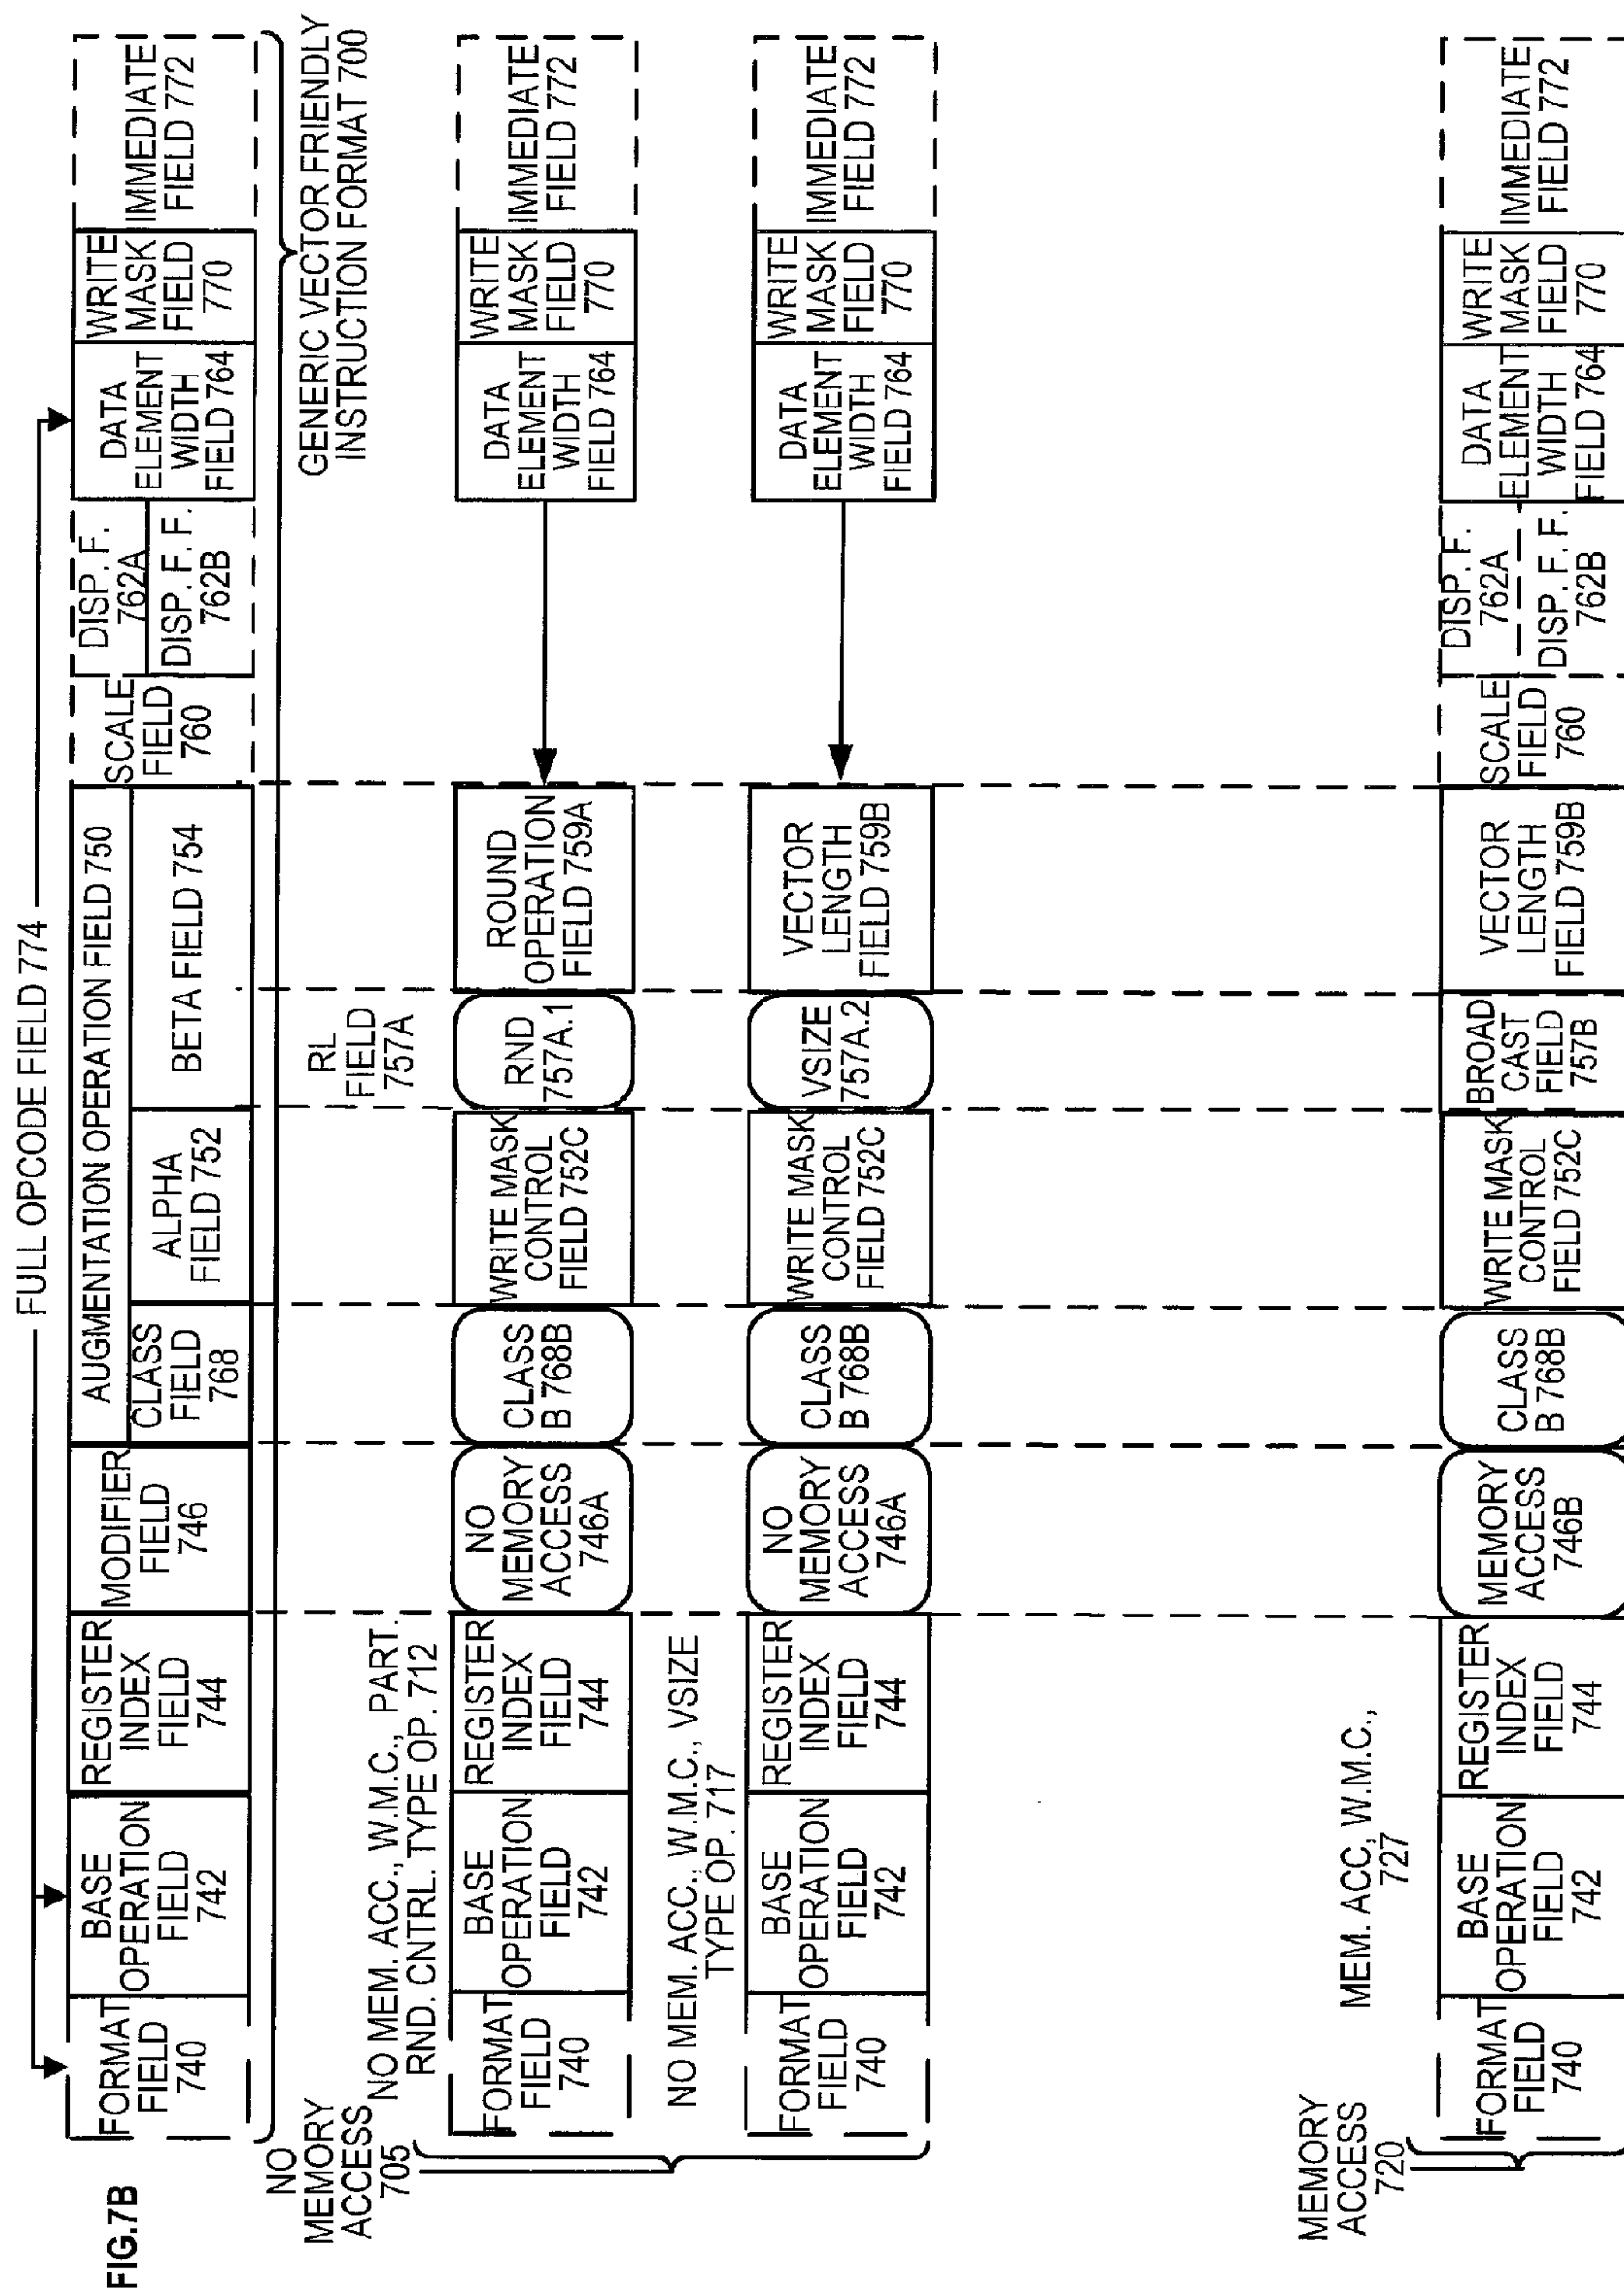 FIG.7B
FULL OPCODE FIELD 774
FORMAT
FIELD
740
BASE
OPERATION
FIELD
742
REGISTER
INDEX
FIELD
744
MODIFIER
FIELD
746
AUGMENTATION OPERATION FIELD 750
CLASS
FIELD
768
ALPHA
FIELD 752
BETA FIELD 754
SCALE
FIELD
760
DISP. F.
762A
DISP. F. F.
762B
DATA
ELEMENT
WIDTH
FIELD 764
WRITE
MASK
FIELD
770
IMMEDIATE
FIELD 772
GENERIC VECTOR FRIENDLY
INSTRUCTION FORMAT 700
NO
MEMORY
ACCESS
705
NO MEM. ACC., W.M.C., PART.
RND. CNTRL. TYPE OP. 712
RL
FIELD
757A
FORMAT
FIELD
740
BASE
OPERATION
FIELD
742
REGISTER
INDEX
FIELD
744
NO
MEMORY
ACCESS
746A
CLASS
B 768B
WRITE MASK
CONTROL
FIELD 752C
RND
757A.1
ROUND
OPERATION
FIELD 759A
DATA
ELEMENT
WIDTH
FIELD 764
WRITE
MASK
FIELD
770
IMMEDIATE
FIELD 772
NO MEM. ACC., W.M.C., VSIZE
TYPE OP. 717
FORMAT
FIELD
740
BASE
OPERATION
FIELD
742
REGISTER
INDEX
FIELD
744
NO
MEMORY
ACCESS
746A
CLASS
B 768B
WRITE MASK
CONTROL
FIELD 752C
VSIZE
757A.2
VECTOR
LENGTH
FIELD 759B
DATA
ELEMENT
WIDTH
FIELD 764
WRITE
MASK
FIELD
770
IMMEDIATE
FIELD 772
MEMORY
ACCESS
720
MEM. ACC, W.M.C.,
727
FORMAT
FIELD
740
BASE
OPERATION
FIELD
742
REGISTER
INDEX
FIELD
744
MEMORY
ACCESS
746B
CLASS
B 768B
WRITE MASK
CONTROL
FIELD 752C
BROAD
CAST
FIELD
757B
VECTOR
LENGTH
FIELD 759B
SCALE
FIELD
760
DISP. F.
762A
DISP. F. F.
762B
DATA
ELEMENT
WIDTH
FIELD 764
WRITE
MASK
FIELD
770
IMMEDIATE
FIELD 772